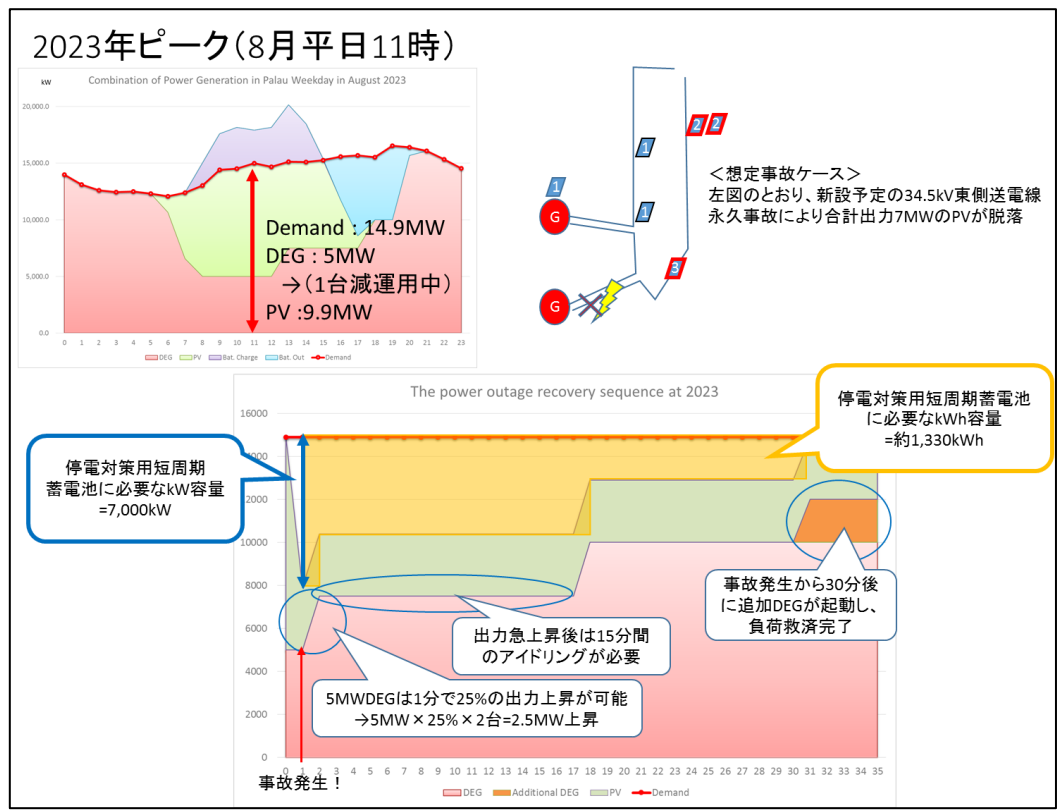 2023年ピーク（8月平日11時）
kW
Combination of Power Generation in Palau Weekday in August 2023
20,000.0
15,000.0
10,000.0
5,000.0
0.0
Demand : 14.9MW
DEG : 5MW
→（1台減運用中）
PV :9.9MW
0 1 2 3 4 5 6 7 8 9 10 11 12 13 14 15 16 17 18 19 20 21 22 23
DEG PV Bat. Charge Bat. Out Demand
2 2
1
1
1
G
3
G
＜想定事故ケース＞
左図のとおり、新設予定の34.5kV東側送電線
永久事故により合計出力7MWのPVが脱落
The power outage recovery sequence at 2023
停電対策用短周期蓄電池
に必要なkWh容量
=約1,330kWh
停電対策用短周期
蓄電池に必要なkW容量
=7,000kW
16000
14000
12000
10000
8000
6000
4000
2000
0
事故発生から30分後
に追加DEGが起動し、
負荷救済完了
出力急上昇後は15分間
のアイドリングが必要
5MWDEGは1分で25%の出力上昇が可能
→5MW×25%×2台=2.5MW上昇
0 1 2 3 4 5 6 7 8 9 10 11 12 13 14 15 16 17 18 19 20 21 22 23 24 25 26 27 28 29 30 31 32 33 34 35
事故発生！
DEG Additional DEG PV Demand